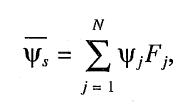 $\overline{\psi_s} = \sum_{j=1}^{N} \psi_j F_j,$